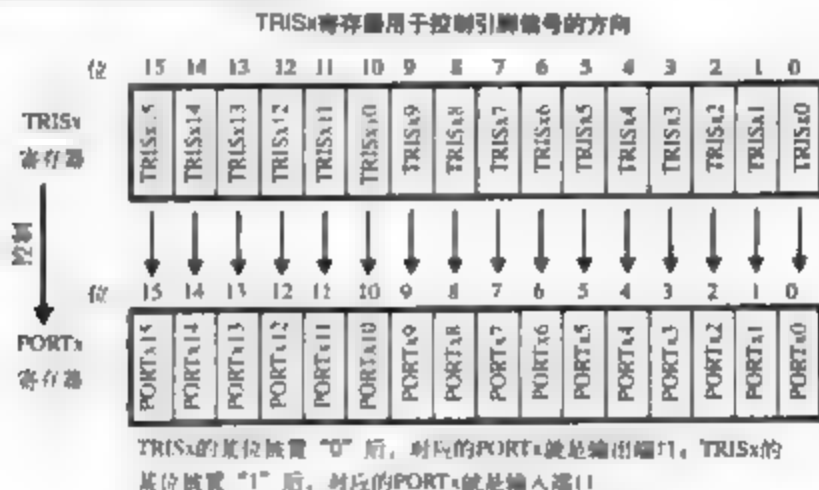 TRISx寄存器用于控制引脚信号的方向
位 15 14 13 12 11 10 9 8 7 6 5 4 3 2 1 0
TRISx
寄存器
TRISx15 TRISx14 TRISx13 TRISx12 TRISx11 TRISx10 TRISx9 TRISx8 TRISx7 TRISx6 TRISx5 TRISx4 TRISx3 TRISx2 TRISx1 TRISx0
控制
位 15 14 13 12 11 10 9 8 7 6 5 4 3 2 1 0
PORTx
寄存器
PORTx15 PORTx14 PORTx13 PORTx12 PORTx11 PORTx10 PORTx9 PORTx8 PORTx7 PORTx6 PORTx5 PORTx4 PORTx3 PORTx2 PORTx1 PORTx0
TRISx的某位被置“0”后，对应的PORTx就是输出端口，TRISx的
某位被置“1”后，对应的PORTx就是输入端口